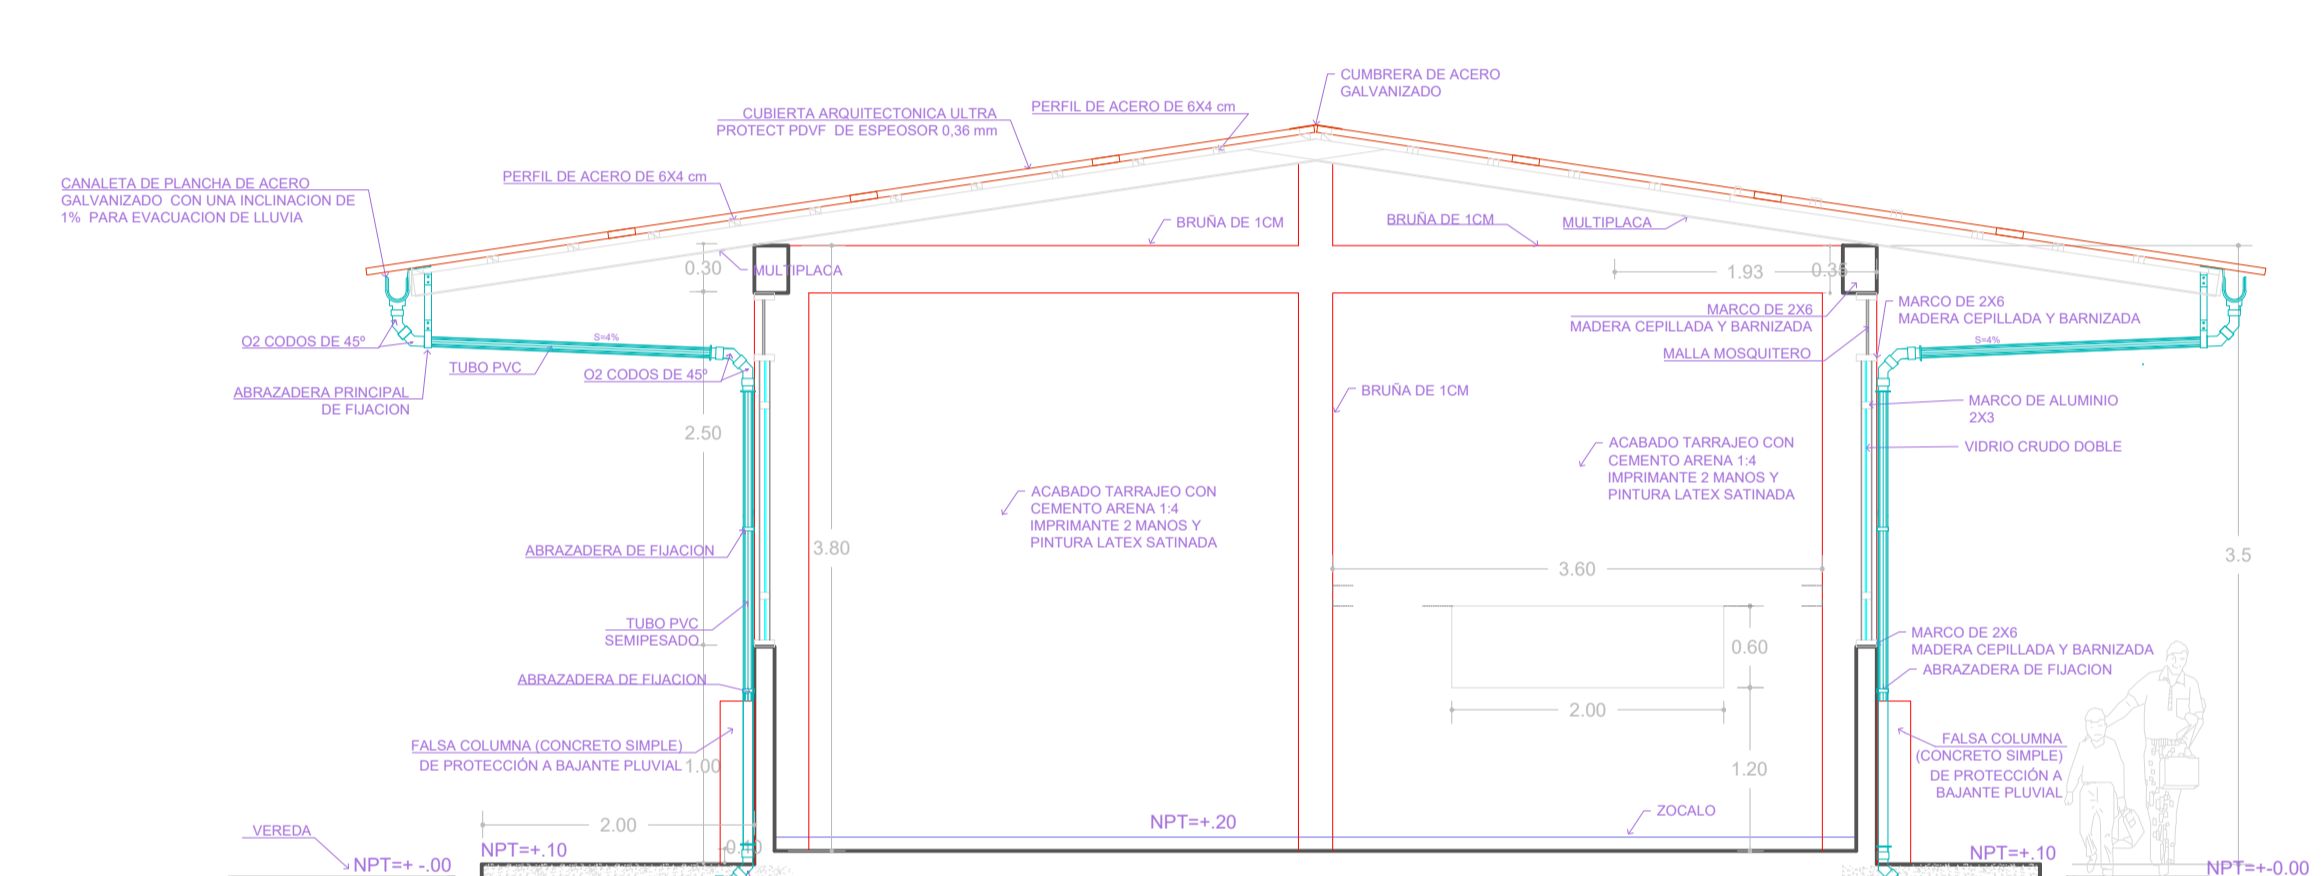 CUMBRERA DE ACERO
GALVANIZADO
CUBIERTA ARQUITECTONICA ULTRA
PROTECT PDVF DE ESPEOSOR 0,36 mm
PERFIL DE ACERO DE 6X4 cm
PERFIL DE ACERO DE 6X4 cm
CANALETA DE PLANCHA DE ACERO
GALVANIZADO CON UNA INCLINACION DE
1% PARA EVACUACION DE LLUVIA
BRUÑA DE 1CM
BRUÑA DE 1CM
MULTIPLACA
0.30
MULTIPLACA
1.93
0.35
MARCO DE 2X6
MADERA CEPILLADA Y BARNIZADA
MARCO DE 2X6
MADERA CEPILLADA Y BARNIZADA
O2 CODOS DE 45º
S=4%
TUBO PVC
O2 CODOS DE 45º
MALLA MOSQUITERO
S=4%
ABRAZADERA PRINCIPAL
DE FIJACION
BRUÑA DE 1CM
MARCO DE ALUMINIO
2X3
2.50
ACABADO TARRAJEO CON
CEMENTO ARENA 1:4
IMPRIMANTE 2 MANOS Y
PINTURA LATEX SATINADA
VIDRIO CRUDO DOBLE
ACABADO TARRAJEO CON
CEMENTO ARENA 1:4
IMPRIMANTE 2 MANOS Y
PINTURA LATEX SATINADA
ABRAZADERA DE FIJACION
3.80
3.60
3.5
TUBO PVC
SEMIPESADO
0.60
MARCO DE 2X6
MADERA CEPILLADA Y BARNIZADA
ABRAZADERA DE FIJACION
ABRAZADERA DE FIJACION
2.00
FALSA COLUMNA (CONCRETO SIMPLE)
DE PROTECCIÓN A BAJANTE PLUVIAL
1.00
1.20
FALSA COLUMNA
(CONCRETO SIMPLE)
DE PROTECCIÓN A
BAJANTE PLUVIAL
VEREDA
2.00
NPT=+.20
ZOCALO
NPT=+ -.00
NPT=+.10
0.10
NPT=+.10
NPT=+-0.00